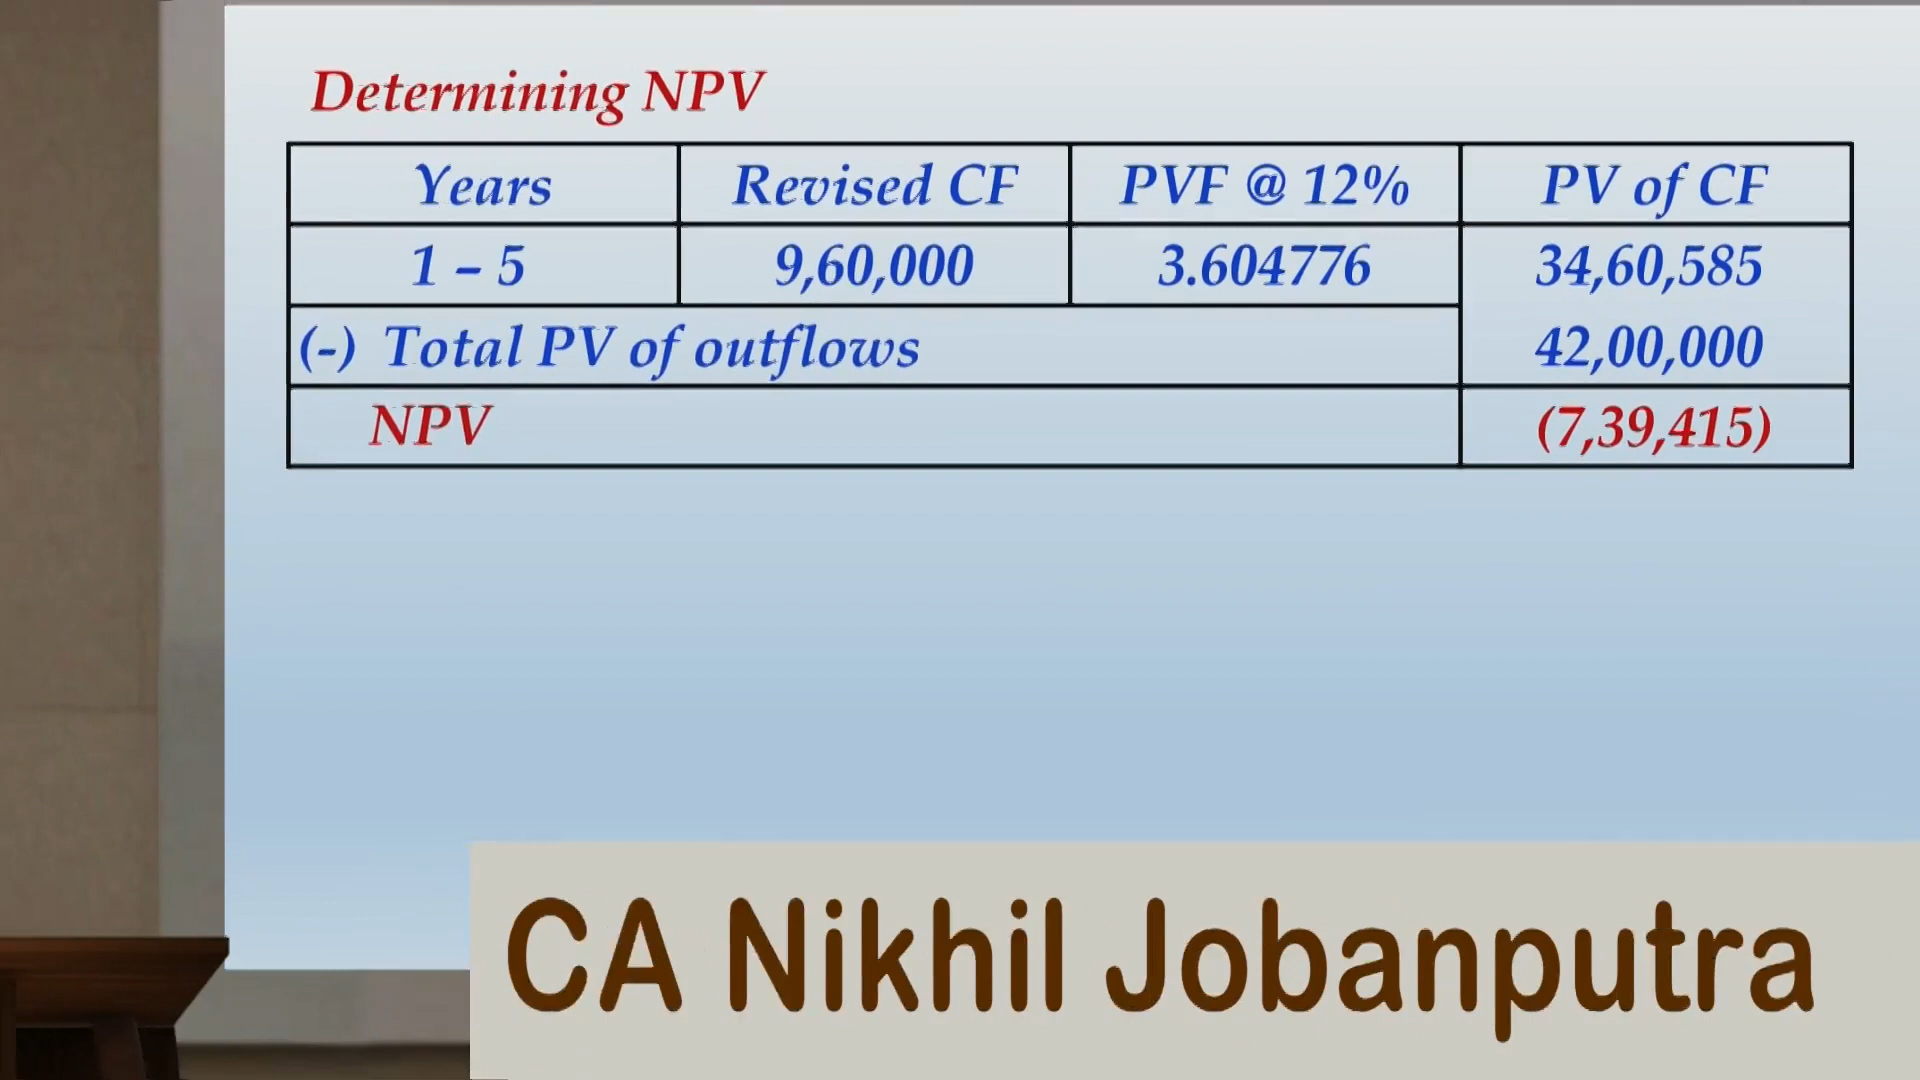 Determining NPV
Years Revised CF PVF @ 12% PV of CF
1 – 5 9,60,000 3.604776 34,60,585
(-) Total PV of outflows 42,00,000
NPV (7,39,415)
CA Nikhil Jobanputra